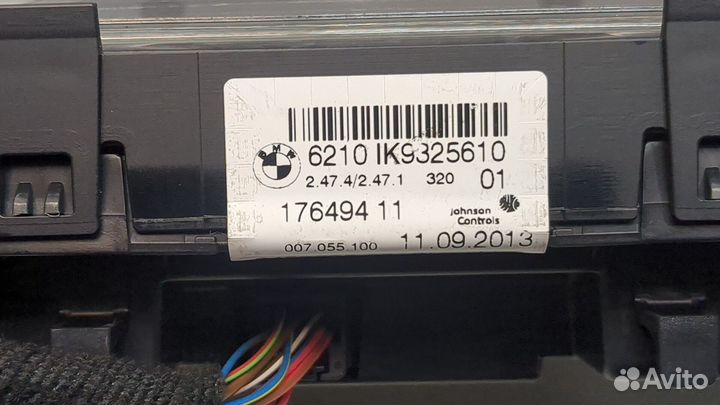 BMW
6210 IK9325610
2.47.4/2.47.1 320 01
176494 11
Johnson
Controls
007.055 100 11.09.2013
Avito